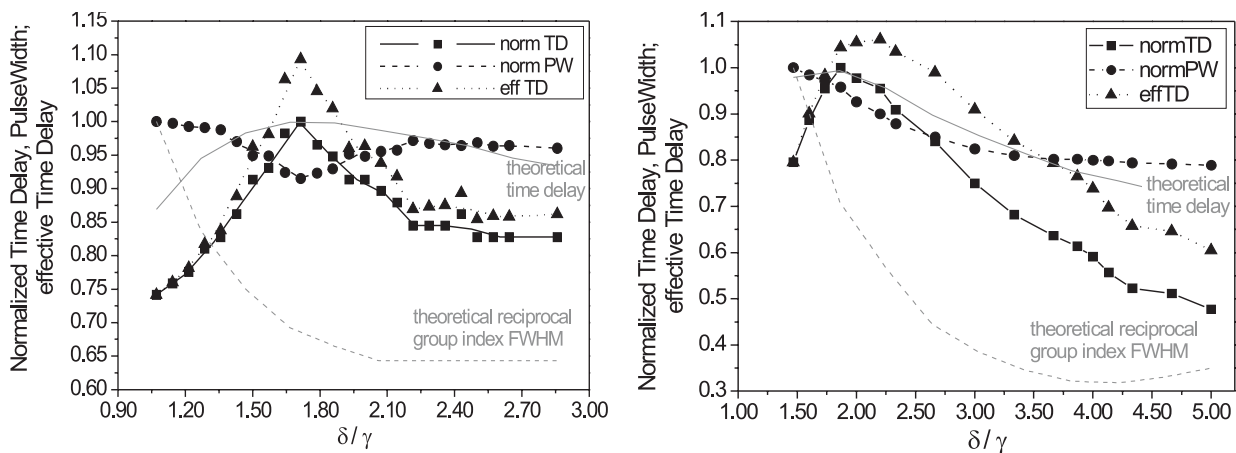 Normalized Time Delay, PulseWidth;
effective Time Delay
1.15
1.10
1.05
1.00
0.95
0.90
0.85
0.80
0.75
0.70
0.65
0.60
norm TD
norm PW
eff TD
theoretical
time delay
theoretical reciprocal
group index FWHM
0.90
1.20
1.50
1.80
2.10
2.40
2.70
3.00
δ/γ
Normalized Time Delay, PulseWidth;
effective Time Delay
1.1
1.0
0.9
0.8
0.7
0.6
0.5
0.4
0.3
normTD
normPW
effTD
theoretical
time delay
theoretical reciprocal
group index FWHM
1.00
1.50
2.00
2.50
3.00
3.50
4.00
4.50
5.00
δ/γ